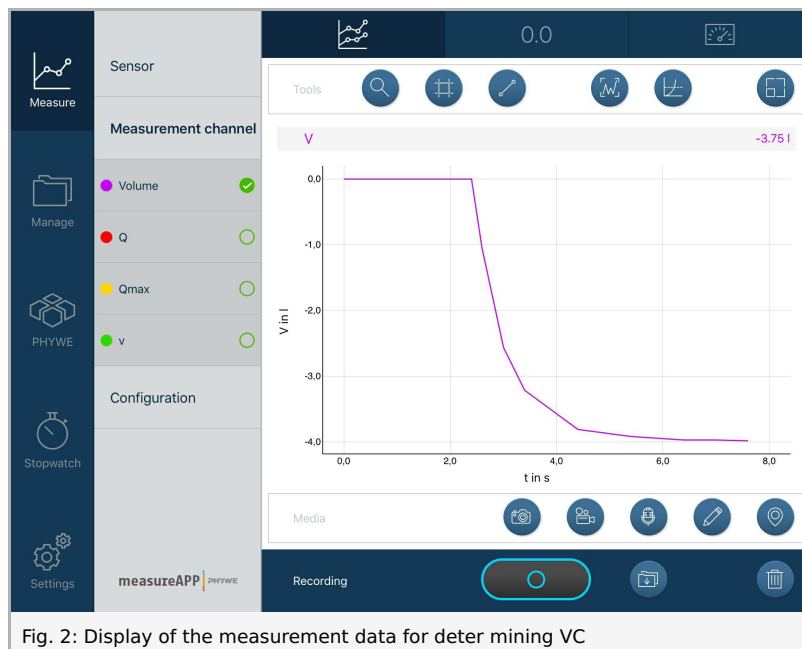 0.0
Measure
Sensor
Tools
Measurement channel
V
-3.75 l
Volume
Manage
Q
Qmax
PHYWE
v
Configuration
Stopwatch
Settings
measureAPP PHYWE
V in l
0,0
-1,0
-2,0
-3,0
-4,0
0,0 2,0 4,0 6,0 8,0
t in s
Media
Recording
Fig. 2: Display of the measurement data for deter mining VC